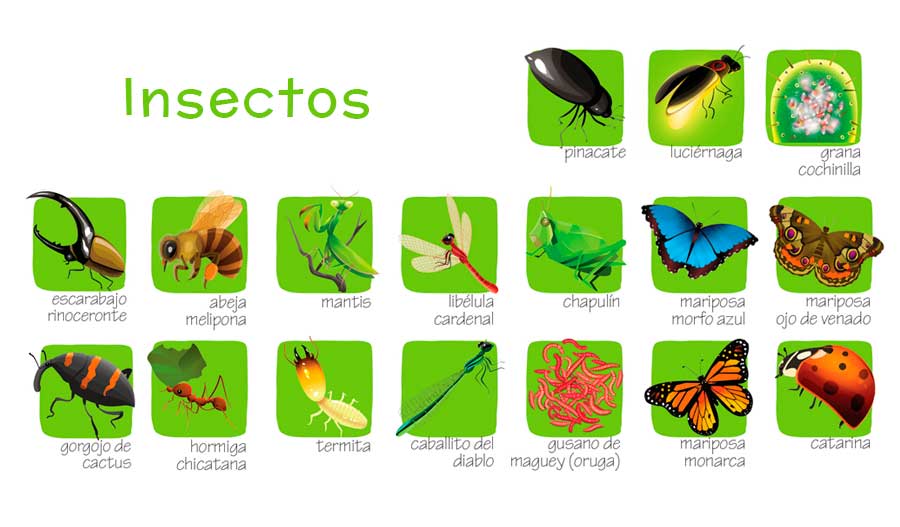 Insectos
pinacate
luciérnaga
grana
cochinilla
escarabajo
rinoceronte
abeja
melipona
mantis
libélula
cardenal
chapulín
mariposa
morfo azul
mariposa
ojo de venado
gorgojo de
cactus
hormiga
chicatana
termita
caballito del
diablo
gusano de
maguey (oruga)
mariposa
monarca
catarina